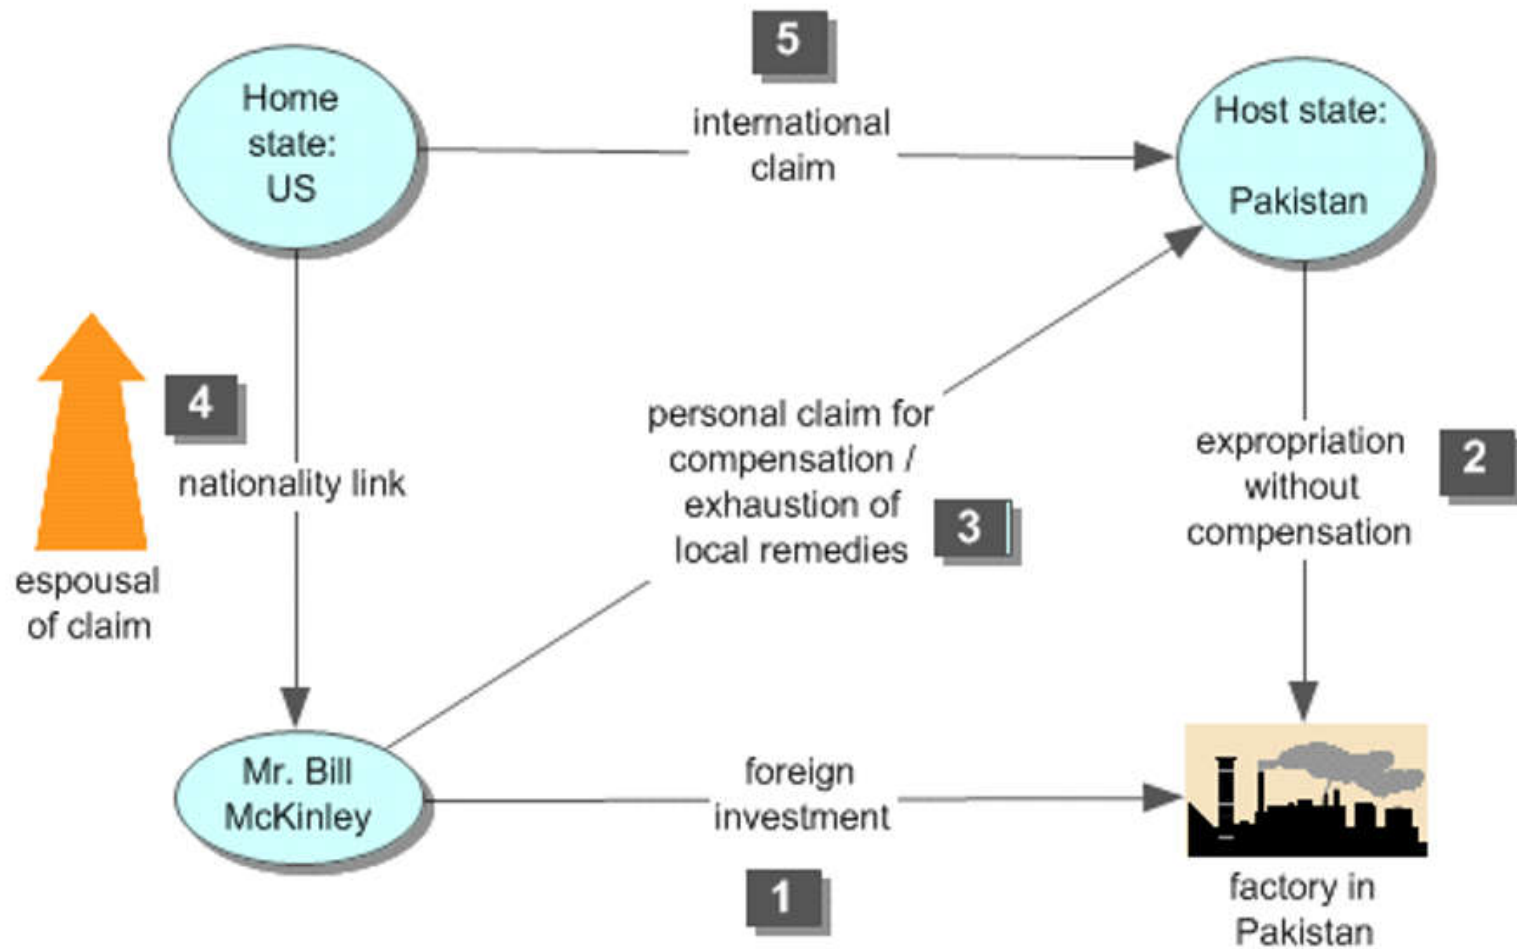 5
Home
state:
US
international
claim
Host state:
Pakistan
4
nationality link
espousal
of claim
personal claim for
compensation /
exhaustion of
local remedies
3
expropriation
without
compensation
2
Mr. Bill
McKinley
foreign
investment
1
factory in
Pakistan